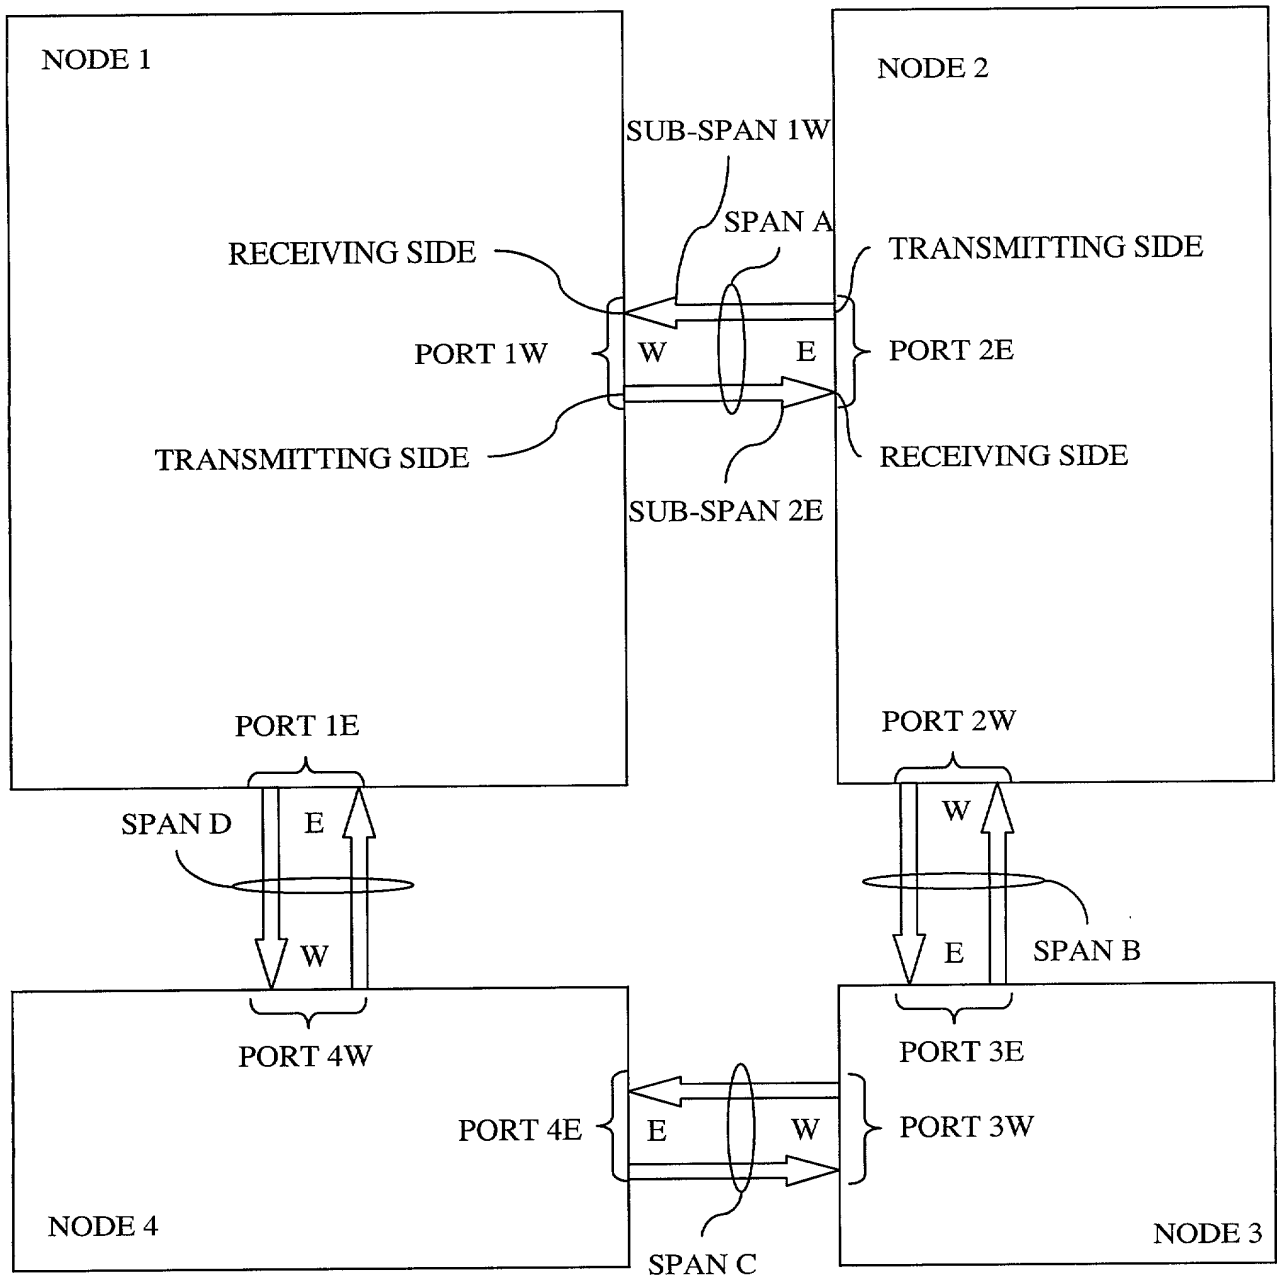 NODE 1
NODE 2
SUB-SPAN 1W
SPAN A
RECEIVING SIDE
TRANSMITTING SIDE
PORT 1W
W
E
PORT 2E
TRANSMITTING SIDE
RECEIVING SIDE
SUB-SPAN 2E
PORT 1E
PORT 2W
SPAN D
E
W
W
E
SPAN B
PORT 4W
PORT 3E
PORT 4E
E
W
PORT 3W
NODE 4
NODE 3
SPAN C